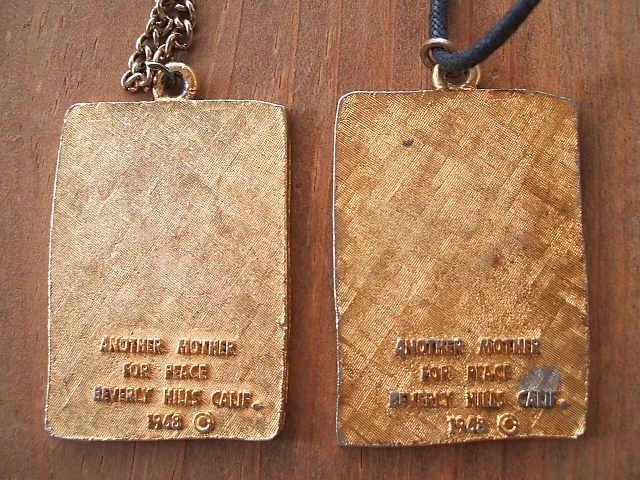 ANOTHER MOTHER
FOR PEACE
BEVERLY HILLS CALIF.
1968 ©
ANOTHER MOTHER
FOR PEACE
BEVERLY HILLS CALIF.
1968 ©